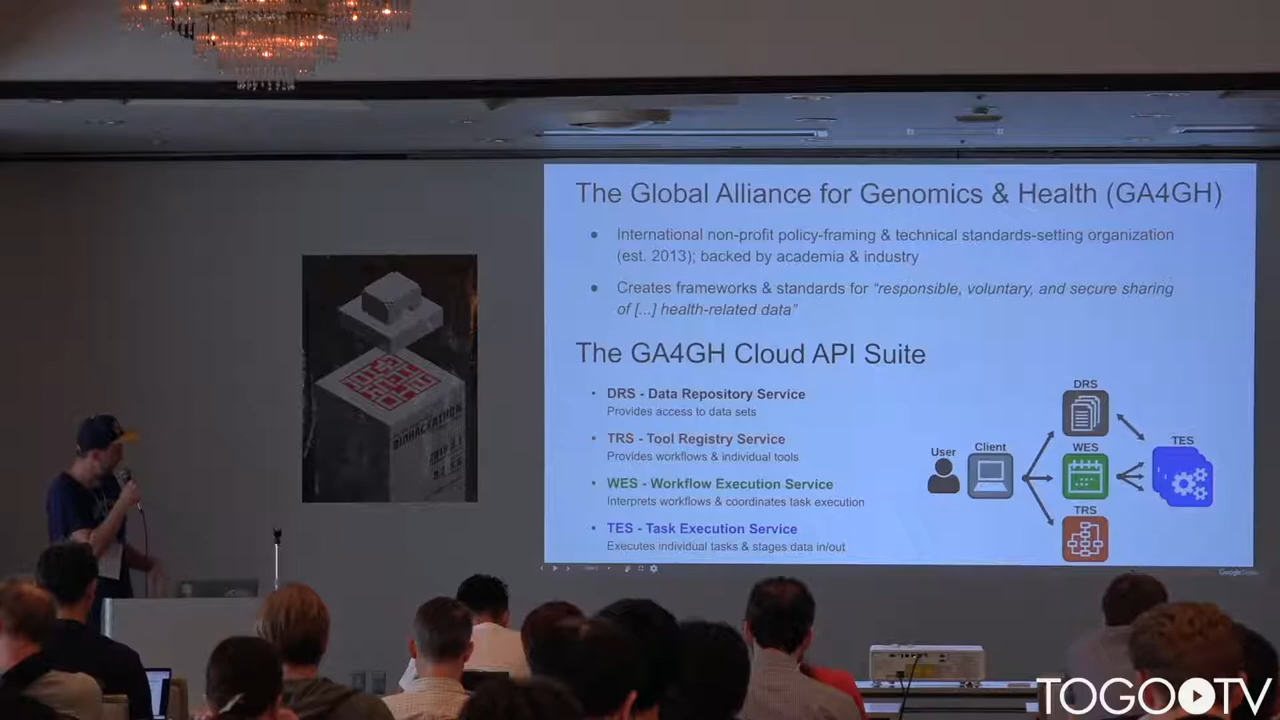 The Global Alliance for Genomics & Health (GA4GH)
● International non-profit policy-framing & technical standards-setting organization
(est. 2013); backed by academia & industry
● Creates frameworks & standards for "responsible, voluntary, and secure sharing
of [...] health-related data"
The GA4GH Cloud API Suite
• DRS - Data Repository Service
Provides access to data sets
• TRS - Tool Registry Service
Provides workflows & individual tools
• WES - Workflow Execution Service
Interprets workflows & coordinates task execution
• TES - Task Execution Service
Executes individual tasks & stages data in/out
DRS
User
Client
WES
TES
TRS
BIOHACKATHON
TOGO TV